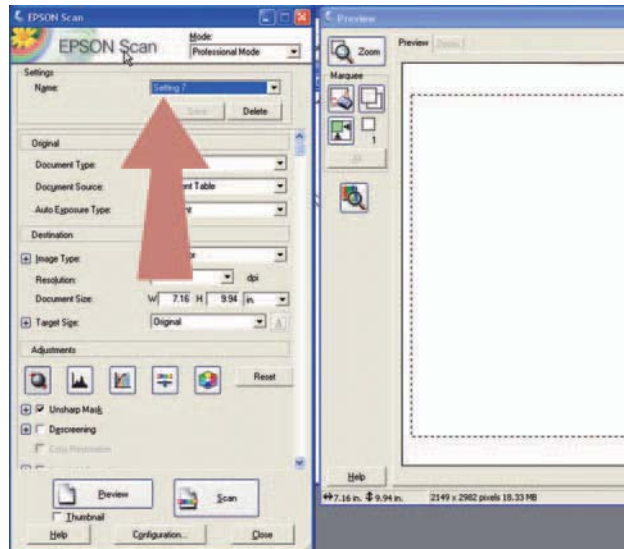 EPSON Scan
EPSON Scan
Mode:
Professional Mode
Settings
Name:
Setting 7
Save
Delete
Original
Document Type:
Document Source:
Table
Auto Exposure Type:
Destination
Image Type:
Resolution:
dpi
Document Size:
W 7.16 H 9.94 in.
Target Size:
Original
Adjustments
Reset
Unsharp Mask
Descreening
Color Restoration
Preview
Scan
Thumbnail
Help
Configuration...
Close
Preview
Zoom
Preview
Zoom
Marquee
1
All
Help
7.16 in. 9.94 in.
2149 x 2982 pixels 18.33 MB